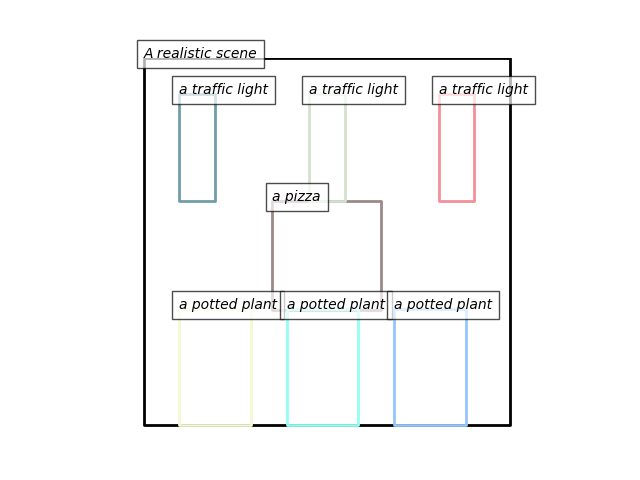 A realistic scene
a traffic light
a traffic light
a traffic light
a pizza
a potted plant
a potted plant
a potted plant